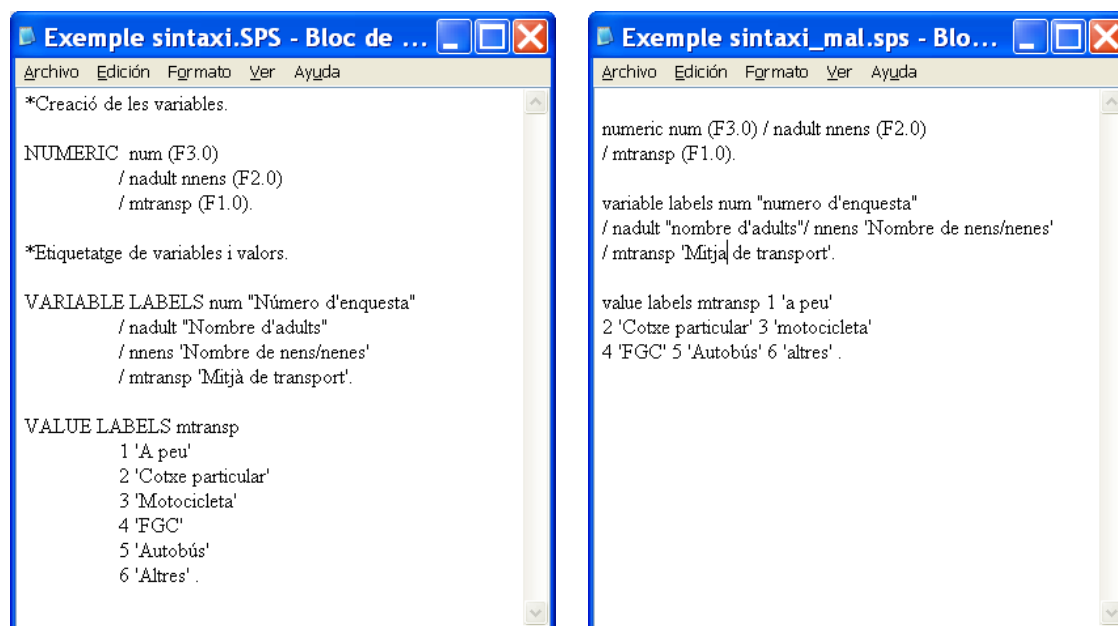 Exemple sintaxi.SPS - Bloc de ...
Archivo Edición Formato Ver Ayuda
*Creació de les variables.
NUMERIC num (F3.0)
/ nadult nnens (F2.0)
/ mtransp (F1.0).
*Etiquetatge de variables i valors.
VARIABLE LABELS num "Número d'enquesta"
/ nadult "Nombre d'adults"
/ nnens 'Nombre de nens/nenes'
/ mtransp 'Mitjà de transport'.
VALUE LABELS mtransp
1 'A peu'
2 'Cotxe particular'
3 'Motocicleta'
4 'FGC'
5 'Autobús'
6 'Altres' .
Exemple sintaxi_mal.sps - Blo...
Archivo Edición Formato Ver Ayuda
numeric num (F3.0) / nadult nnens (F2.0)
/ mtransp (F1.0).
variable labels num "numero d'enquesta"
/ nadult "nombre d'adults"/ nnens 'Nombre de nens/nenes'
/ mtransp 'Mitja de transport'.
value labels mtransp 1 'a peu'
2 'Cotxe particular' 3 'motocicleta'
4 'FGC' 5 'Autobús' 6 'altres' .